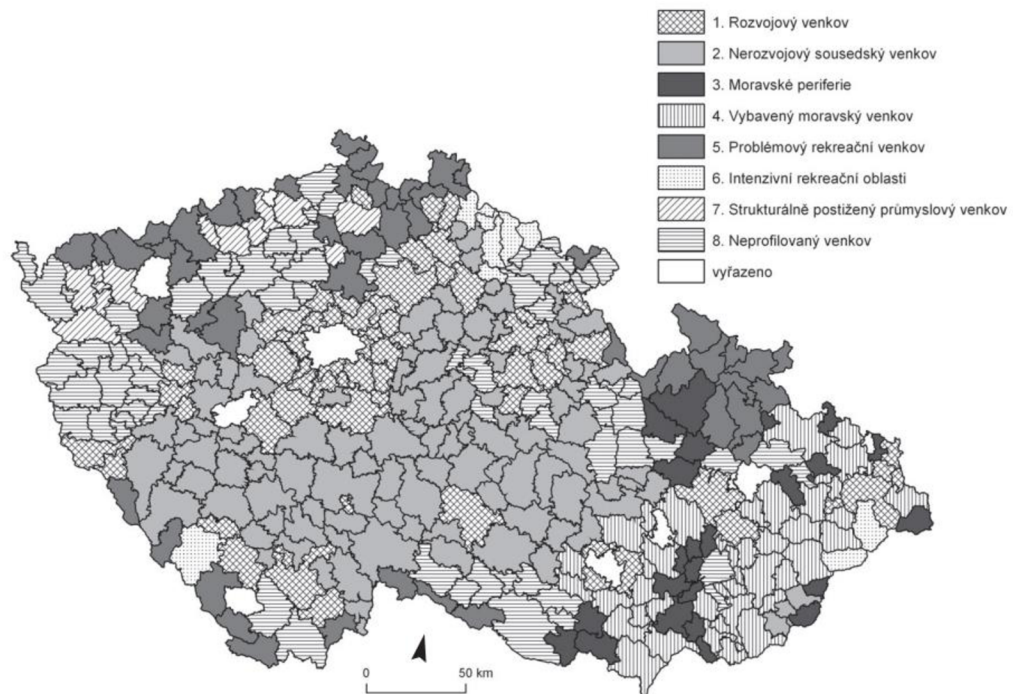 1. Rozvojový venkov
2. Nerozvojový sousedský venkov
3. Moravské periferie
4. Vybavený moravský venkov
5. Problémový rekreační venkov
6. Intenzivní rekreační oblasti
7. Strukturálně postižený průmyslový venkov
8. Neprofilovaný venkov
vyřazeno
0 50 km